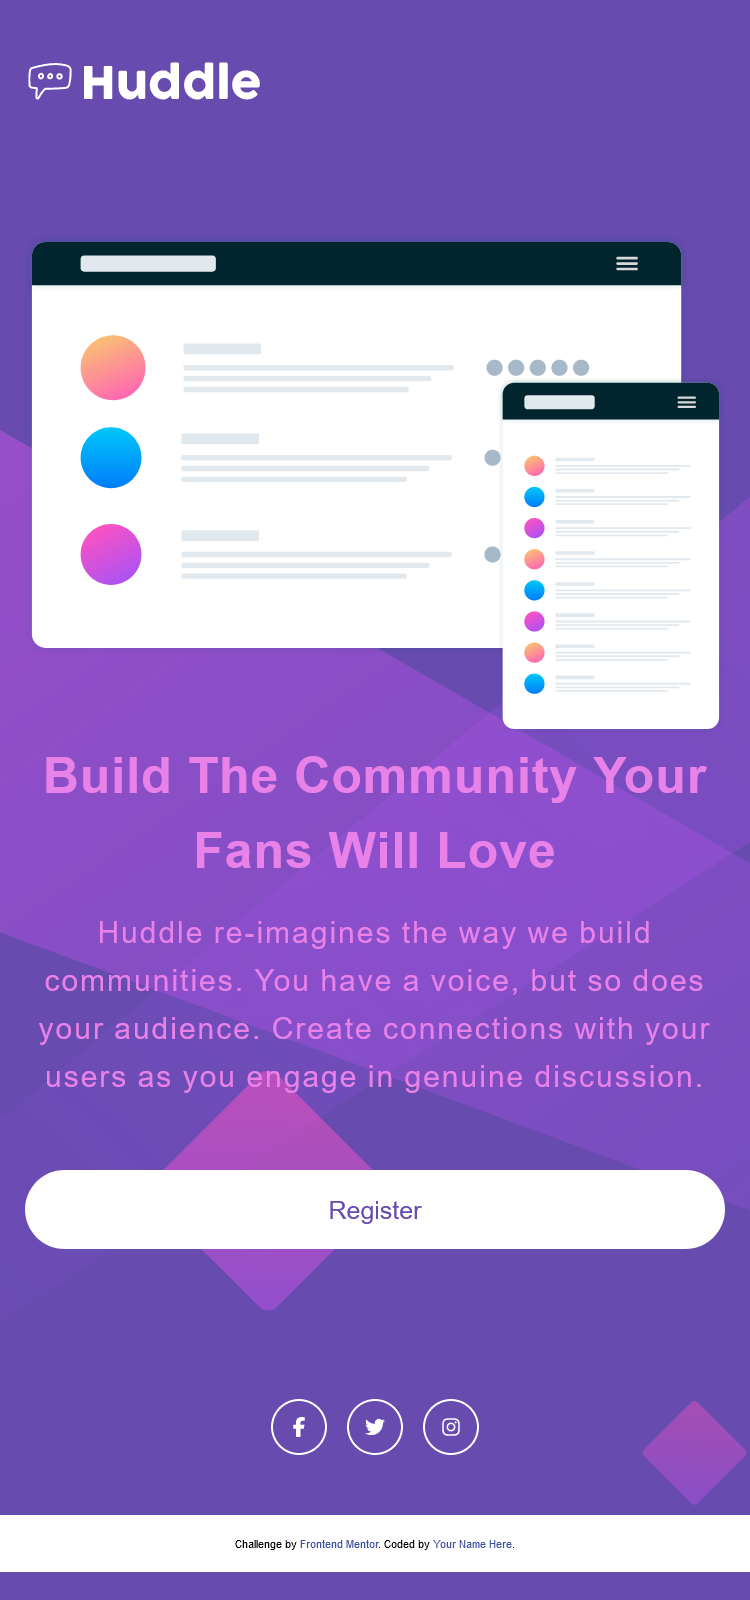 Huddle
Build The Community Your
Fans Will Love
Huddle re-imagines the way we build
communities. You have a voice, but so does
your audience. Create connections with your
users as you engage in genuine discussion.
Register
Challenge by Frontend Mentor. Coded by Your Name Here.